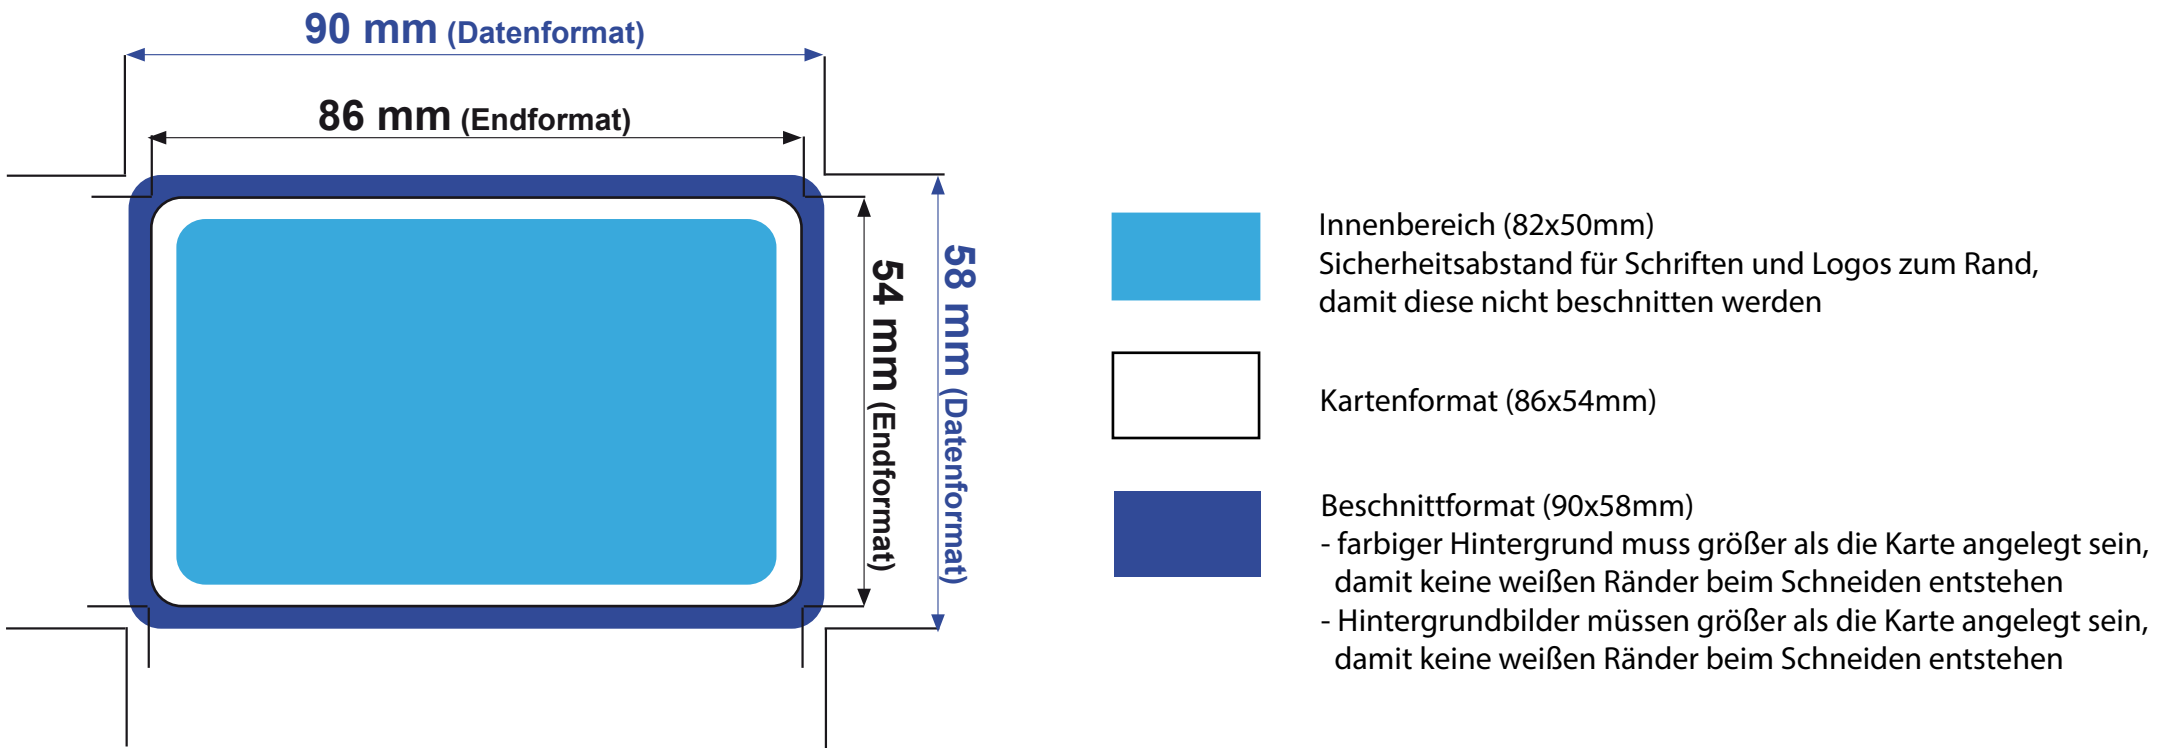 90 mm (Datenformat)
86 mm (Endformat)
54 mm (Endformat)
58 mm (Datenformat)
Innenbereich (82x50mm)
Sicherheitsabstand für Schriften und Logos zum Rand,
damit diese nicht beschnitten werden
Kartenformat (86x54mm)
Beschnittformat (90x58mm)
- farbiger Hintergrund muss größer als die Karte angelegt sein,
damit keine weißen Ränder beim Schneiden entstehen
- Hintergrundbilder müssen größer als die Karte angelegt sein,
damit keine weißen Ränder beim Schneiden entstehen